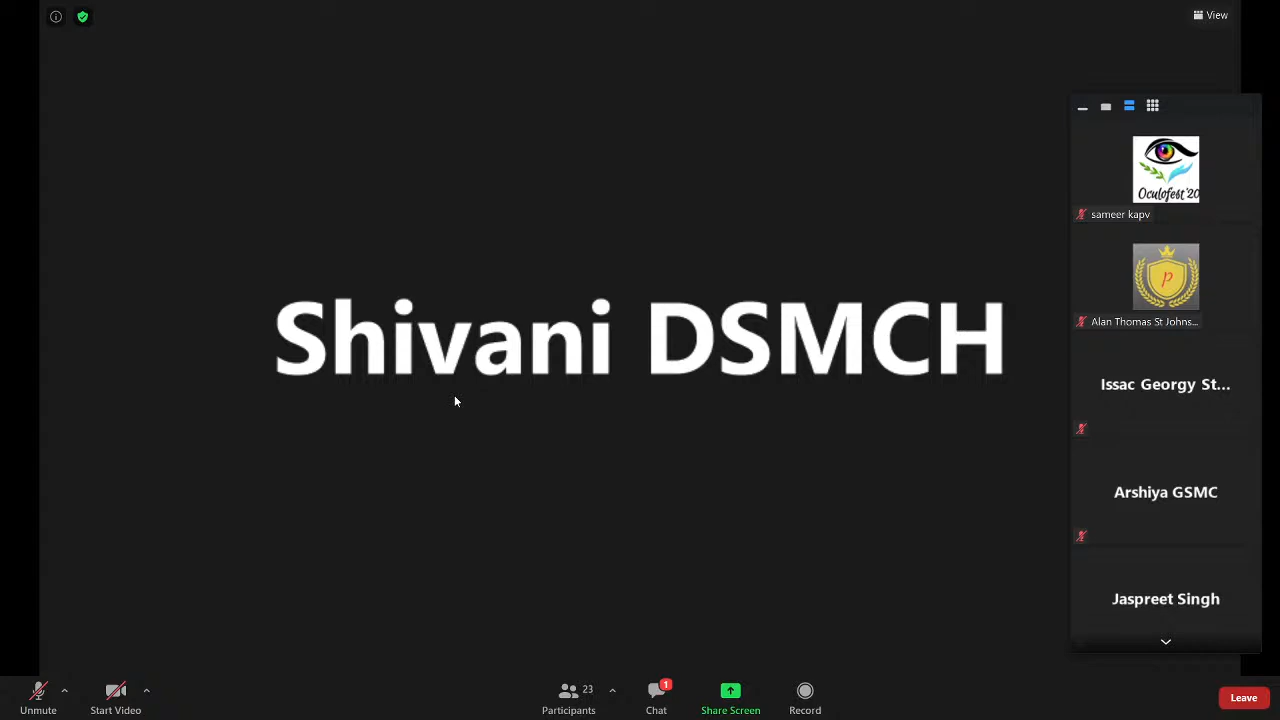 View
Oculofest'20
sameer kapv
p
Alan Thomas St Johns...
Shivani DSMCH
Issac Georgy St...
Arshiya GSMC
Jaspreet Singh
Unmute
Start Video
23
Participants
1
Chat
Share Screen
Record
Leave